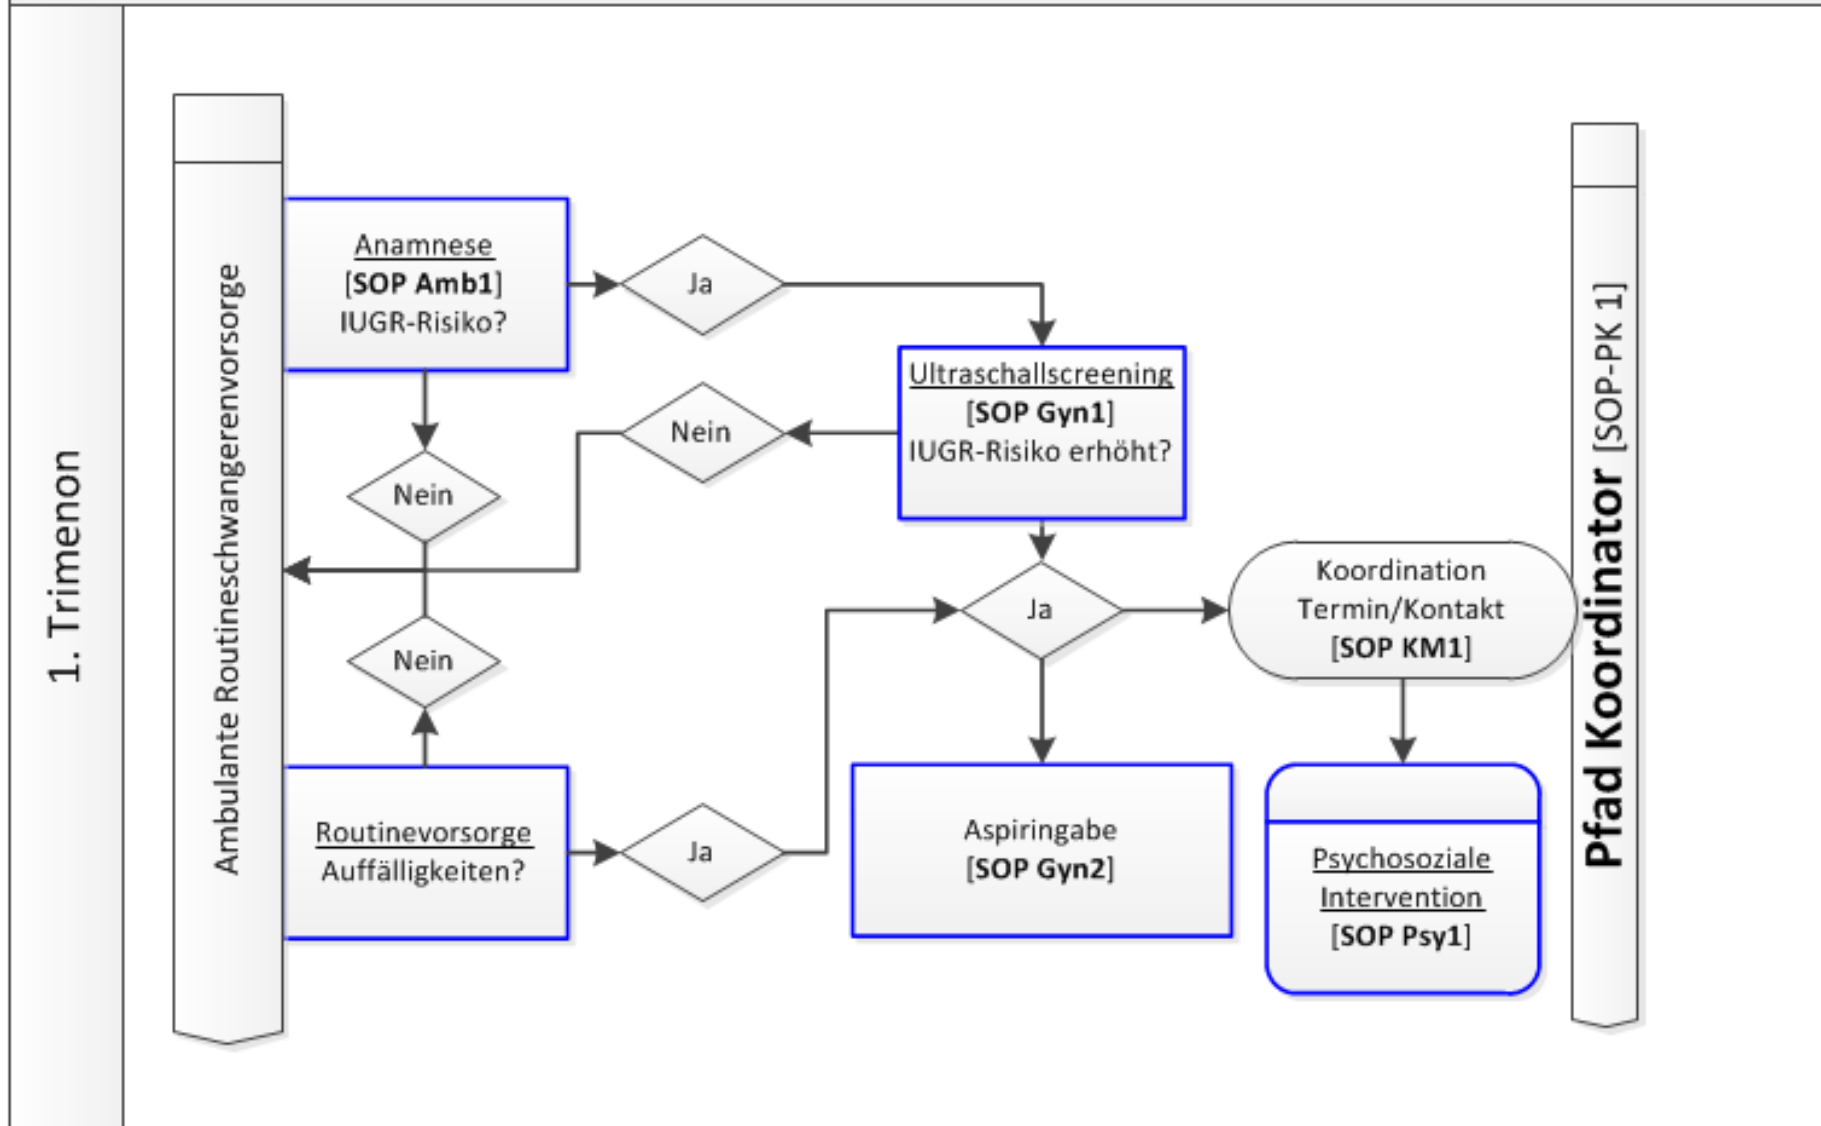 1. Trimenon
Ambulante Routineschwangerenvorsorge
Anamnese
[SOP Amb1]
IUGR-Risiko?
Ja
Ultraschallscreening
[SOP Gyn1]
IUGR-Risiko erhöht?
Nein
Nein
Nein
Ja
Koordination
Termin/Kontakt
[SOP KM1]
Routinevorsorge
Auffälligkeiten?
Ja
Aspiringabe
[SOP Gyn2]
Psychosoziale
Intervention
[SOP Psy1]
Pfad Koordinator [SOP-PK 1]